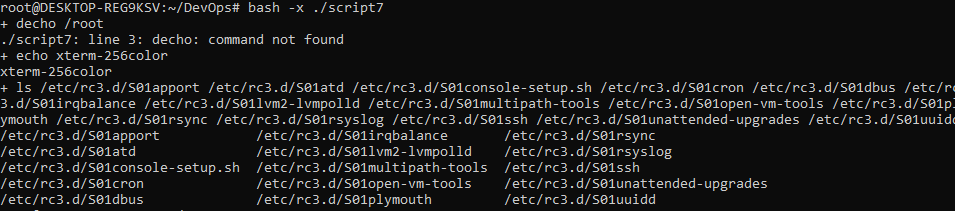 root@DESKTOP-REG9KSV:~/DevOps# bash -x ./script7
+ decho /root
./script7: line 3: decho: command not found
+ echo xterm-256color
xterm-256color
+ ls /etc/rc3.d/S01apport /etc/rc3.d/S01atd /etc/rc3.d/S01console-setup.sh /etc/rc3.d/S01cron /etc/rc3.d/S01dbus /etc/rc
3.d/S01irqbalance /etc/rc3.d/S01lvm2-lvmpolld /etc/rc3.d/S01multipath-tools /etc/rc3.d/S01open-vm-tools /etc/rc3.d/S01pl
ymouth /etc/rc3.d/S01rsync /etc/rc3.d/S01rsyslog /etc/rc3.d/S01ssh /etc/rc3.d/S01unattended-upgrades /etc/rc3.d/S01uuidd
/etc/rc3.d/S01apport /etc/rc3.d/S01irqbalance /etc/rc3.d/S01rsync
/etc/rc3.d/S01atd /etc/rc3.d/S01lvm2-lvmpolld /etc/rc3.d/S01rsyslog
/etc/rc3.d/S01console-setup.sh /etc/rc3.d/S01multipath-tools /etc/rc3.d/S01ssh
/etc/rc3.d/S01cron /etc/rc3.d/S01open-vm-tools /etc/rc3.d/S01unattended-upgrades
/etc/rc3.d/S01dbus /etc/rc3.d/S01plymouth /etc/rc3.d/S01uuidd